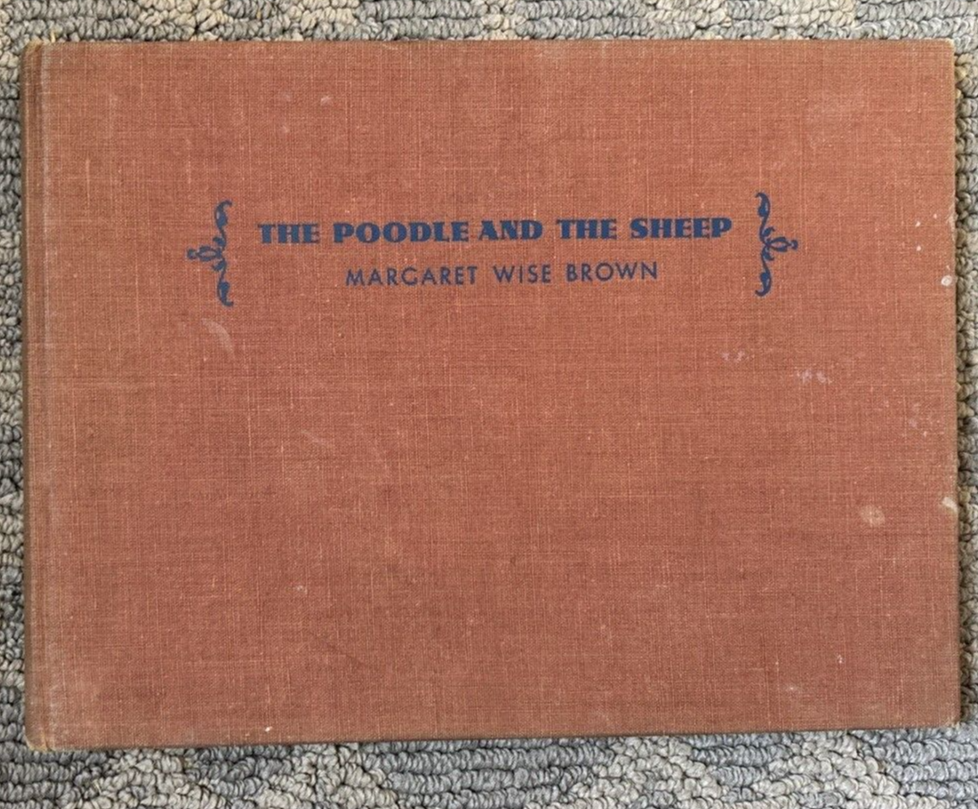 THE POODLE AND THE SHEEP
MARGARET WISE BROWN